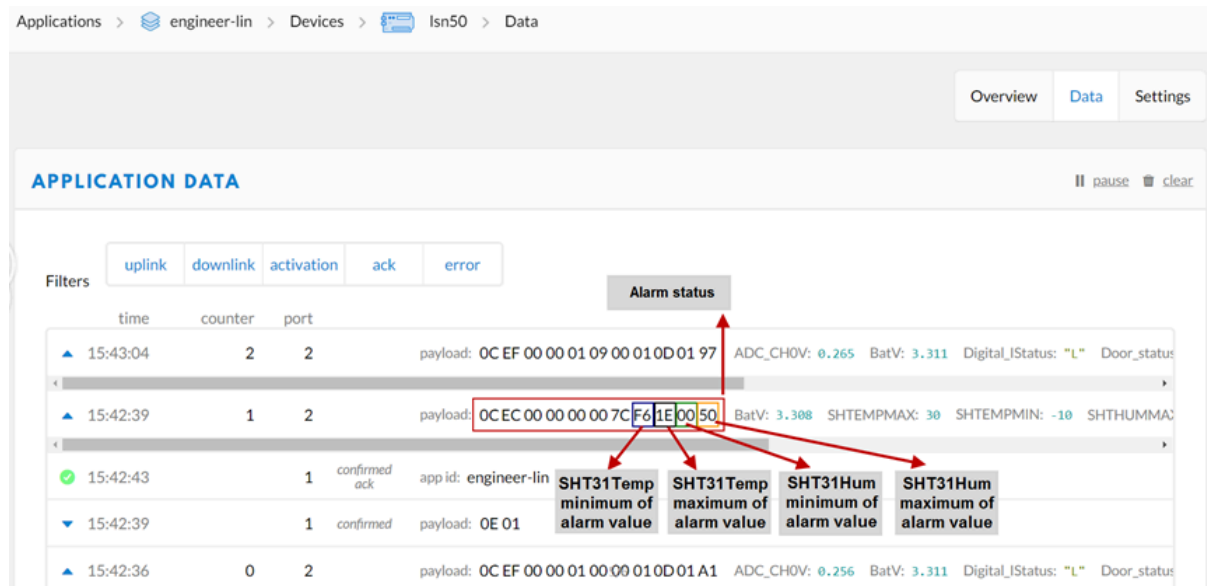 Applications > engineer-lin > Devices > lsn50 > Data
Overview Data Settings
APPLICATION DATA
pause clear
Filters uplink downlink activation ack error
Alarm status
time counter port
15:43:04 2 2 payload: 0C EF 00 00 01 09 00 01 0D 01 97 ADC_CH0V: 0.265 BatV: 3.311 Digital_IStatus: "L" Door_status
15:42:39 1 2 payload: 0C EC 00 00 00 00 7C F6 1E 00 50 BatV: 3.308 SHTEMPMAX: 30 SHTEMPMIN: -10 SHTHUMMAX
15:42:43 1 confirmed ack app id: engineer-lin
SHT31Temp minimum of alarm value
SHT31Temp maximum of alarm value
SHT31Hum minimum of alarm value
SHT31Hum maximum of alarm value
15:42:39 1 confirmed payload: 0E 01
15:42:36 0 2 payload: 0C EF 00 00 01 00 00 01 0D 01 A1 ADC_CH0V: 0.256 BatV: 3.311 Digital_IStatus: "L" Door_status